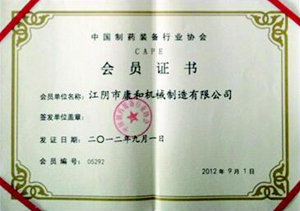 中国制药装备行业协会
CAPE
会员证书
会员单位名称：江阴市康和机械制造有限公司
签发单位盖章：
发证日期：二〇一二年九月一日
会员编号：05292
2012年9月1日